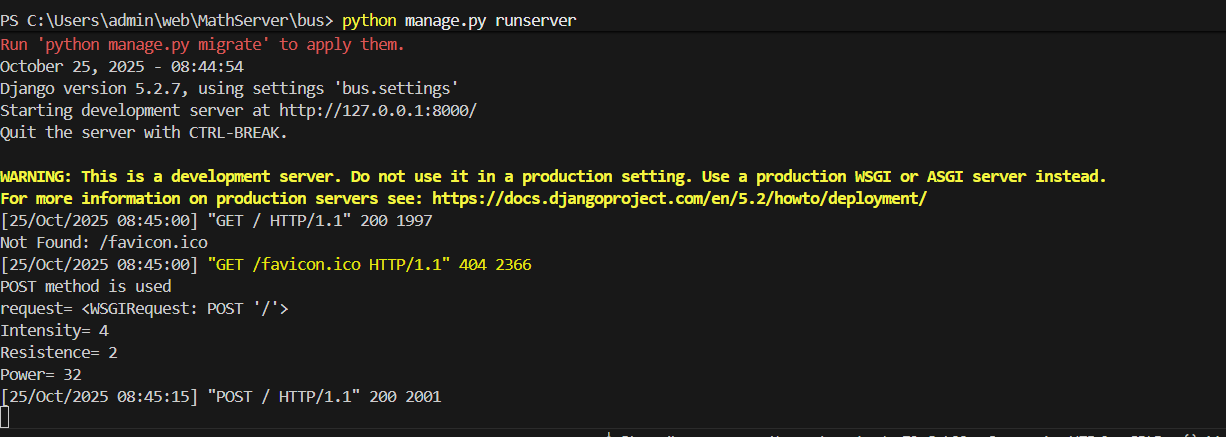 PS C:\Users\admin\web\MathServer\bus> python manage.py runserver
Run 'python manage.py migrate' to apply them.
October 25, 2025 - 08:44:54
Django version 5.2.7, using settings 'bus.settings'
Starting development server at http://127.0.0.1:8000/
Quit the server with CTRL-BREAK.
WARNING: This is a development server. Do not use it in a production setting. Use a production WSGI or ASGI server instead.
For more information on production servers see: https://docs.djangoproject.com/en/5.2/howto/deployment/
[25/Oct/2025 08:45:00] "GET / HTTP/1.1" 200 1997
Not Found: /favicon.ico
[25/Oct/2025 08:45:00] "GET /favicon.ico HTTP/1.1" 404 2366
POST method is used
request= <WSGIRequest: POST '/'>
Intensity= 4
Resistence= 2
Power= 32
[25/Oct/2025 08:45:15] "POST / HTTP/1.1" 200 2001